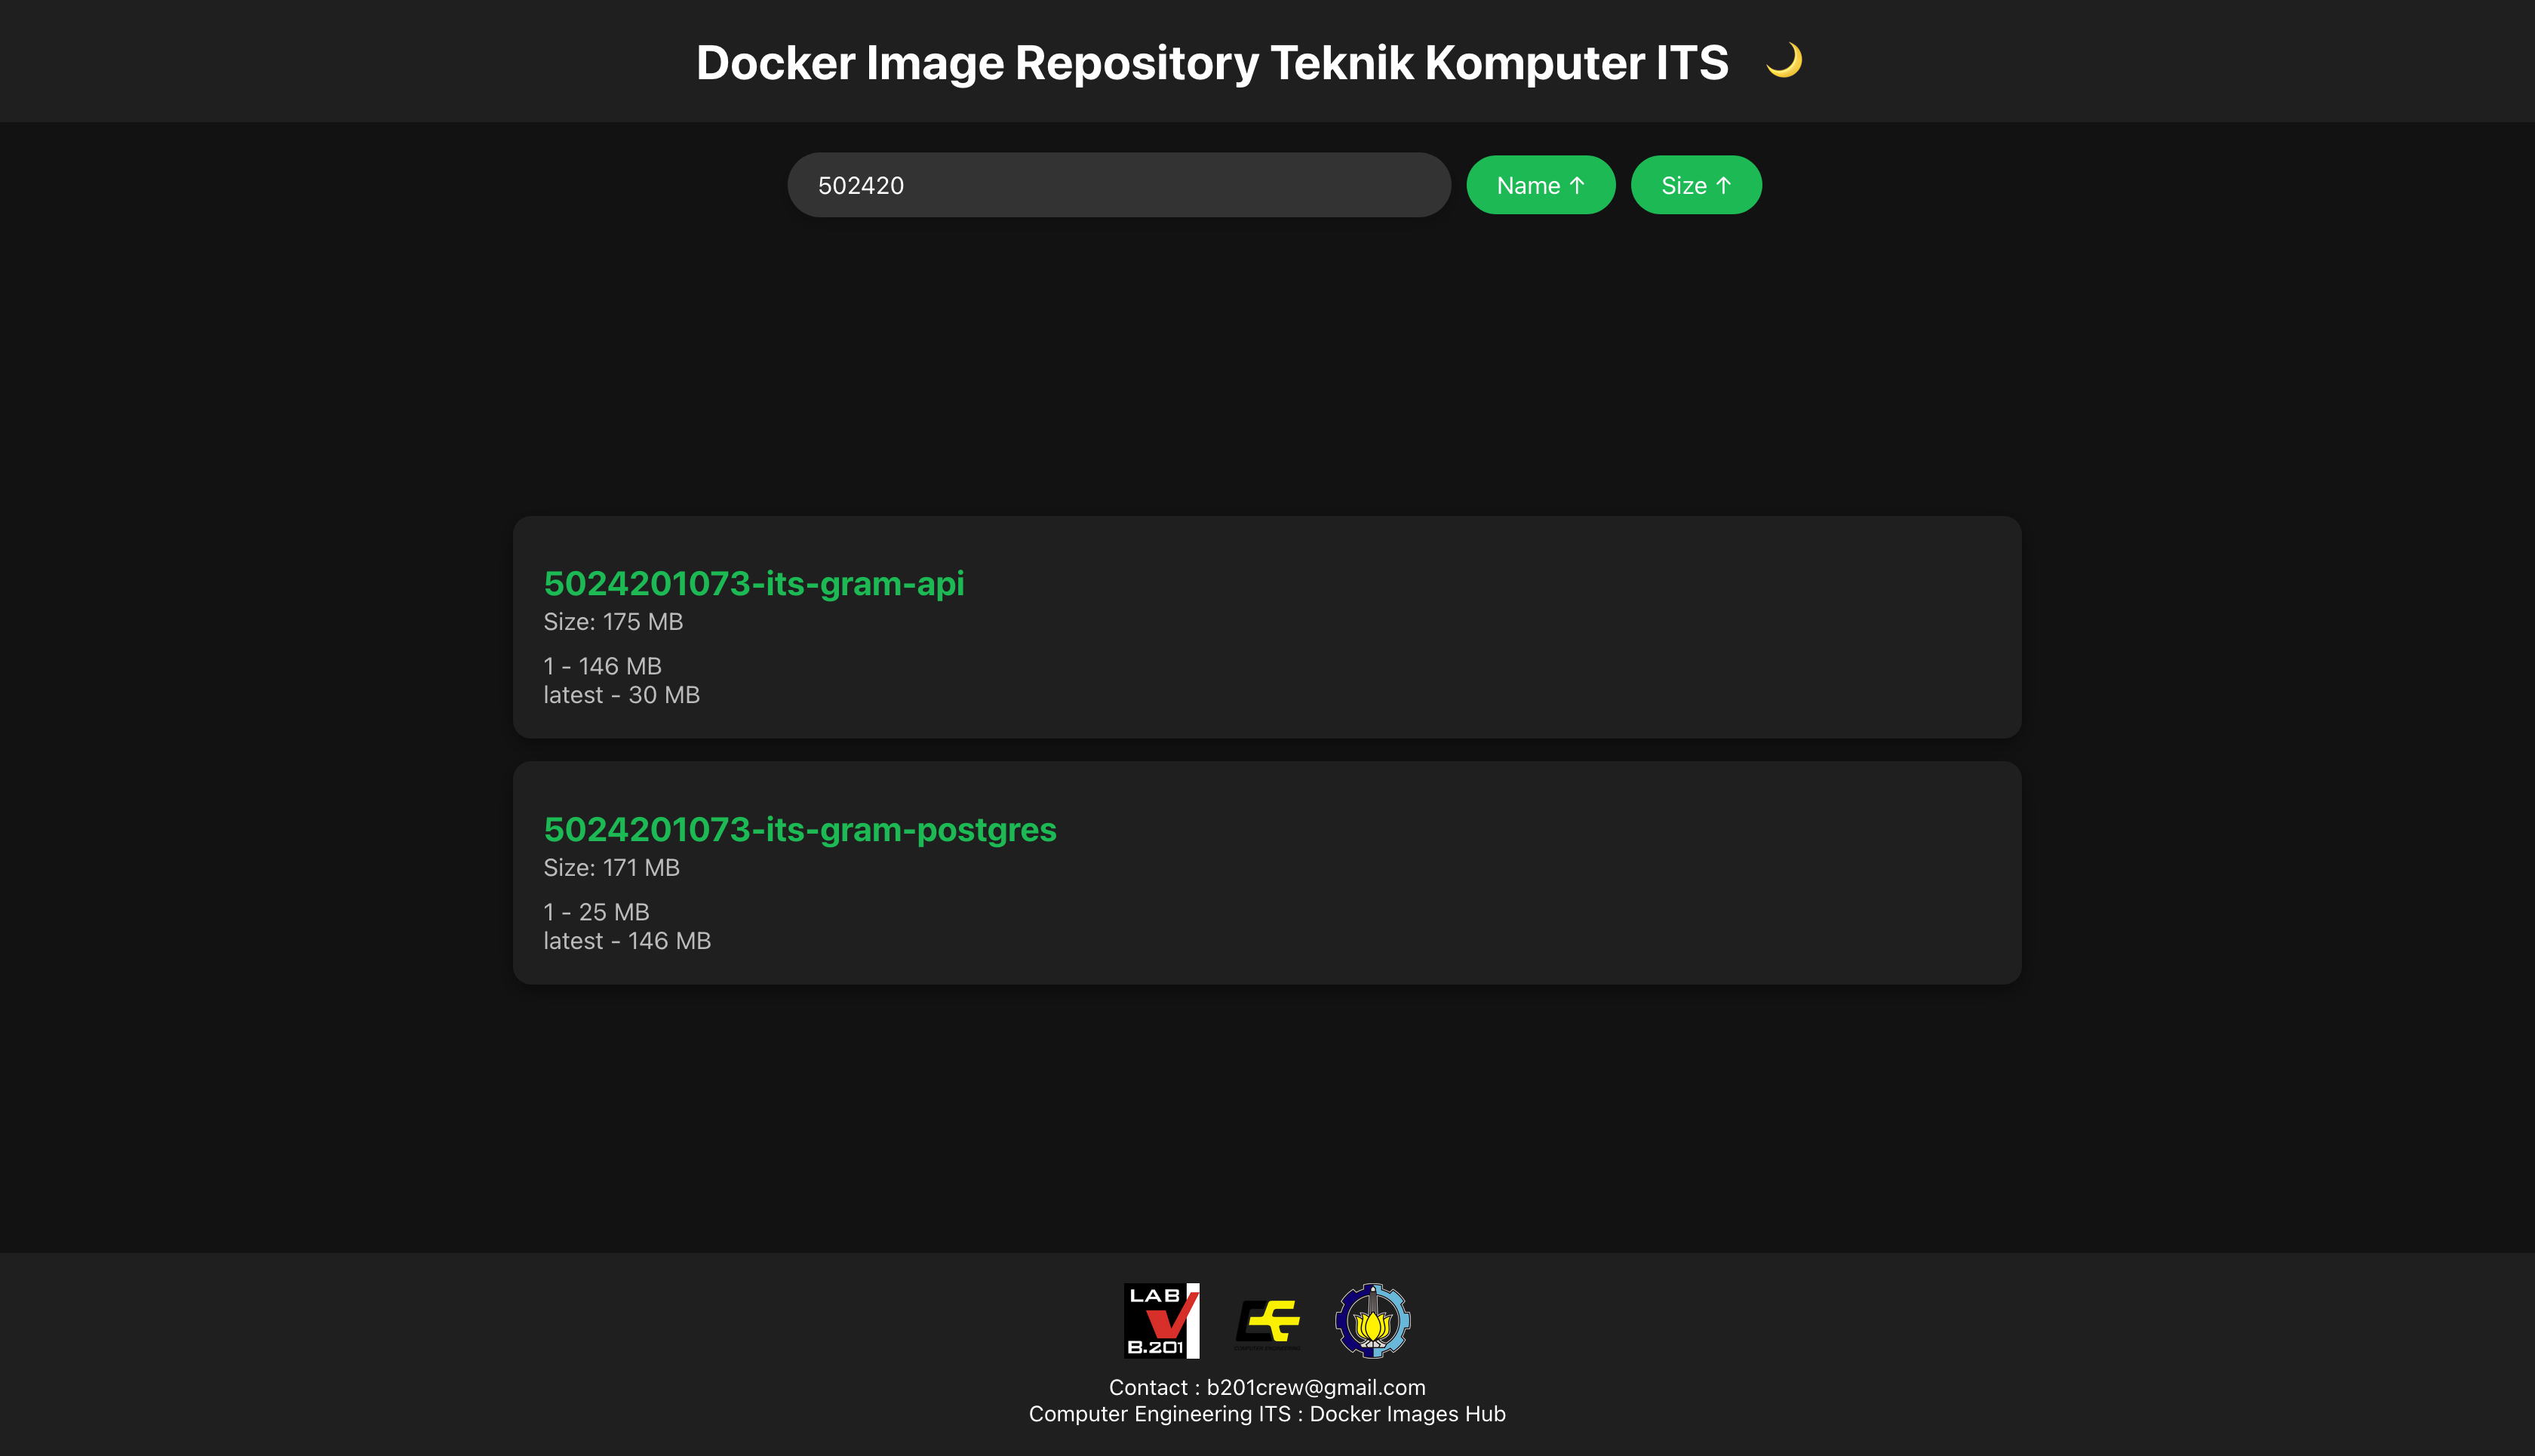 Docker Image Repository Teknik Komputer ITS 🌙
502420
Name ↑
Size ↑
5024201073-its-gram-api
Size: 175 MB
1 - 146 MB
latest - 30 MB
5024201073-its-gram-postgres
Size: 171 MB
1 - 25 MB
latest - 146 MB
LAB
B.201
Contact : b201crew@gmail.com
Computer Engineering ITS : Docker Images Hub